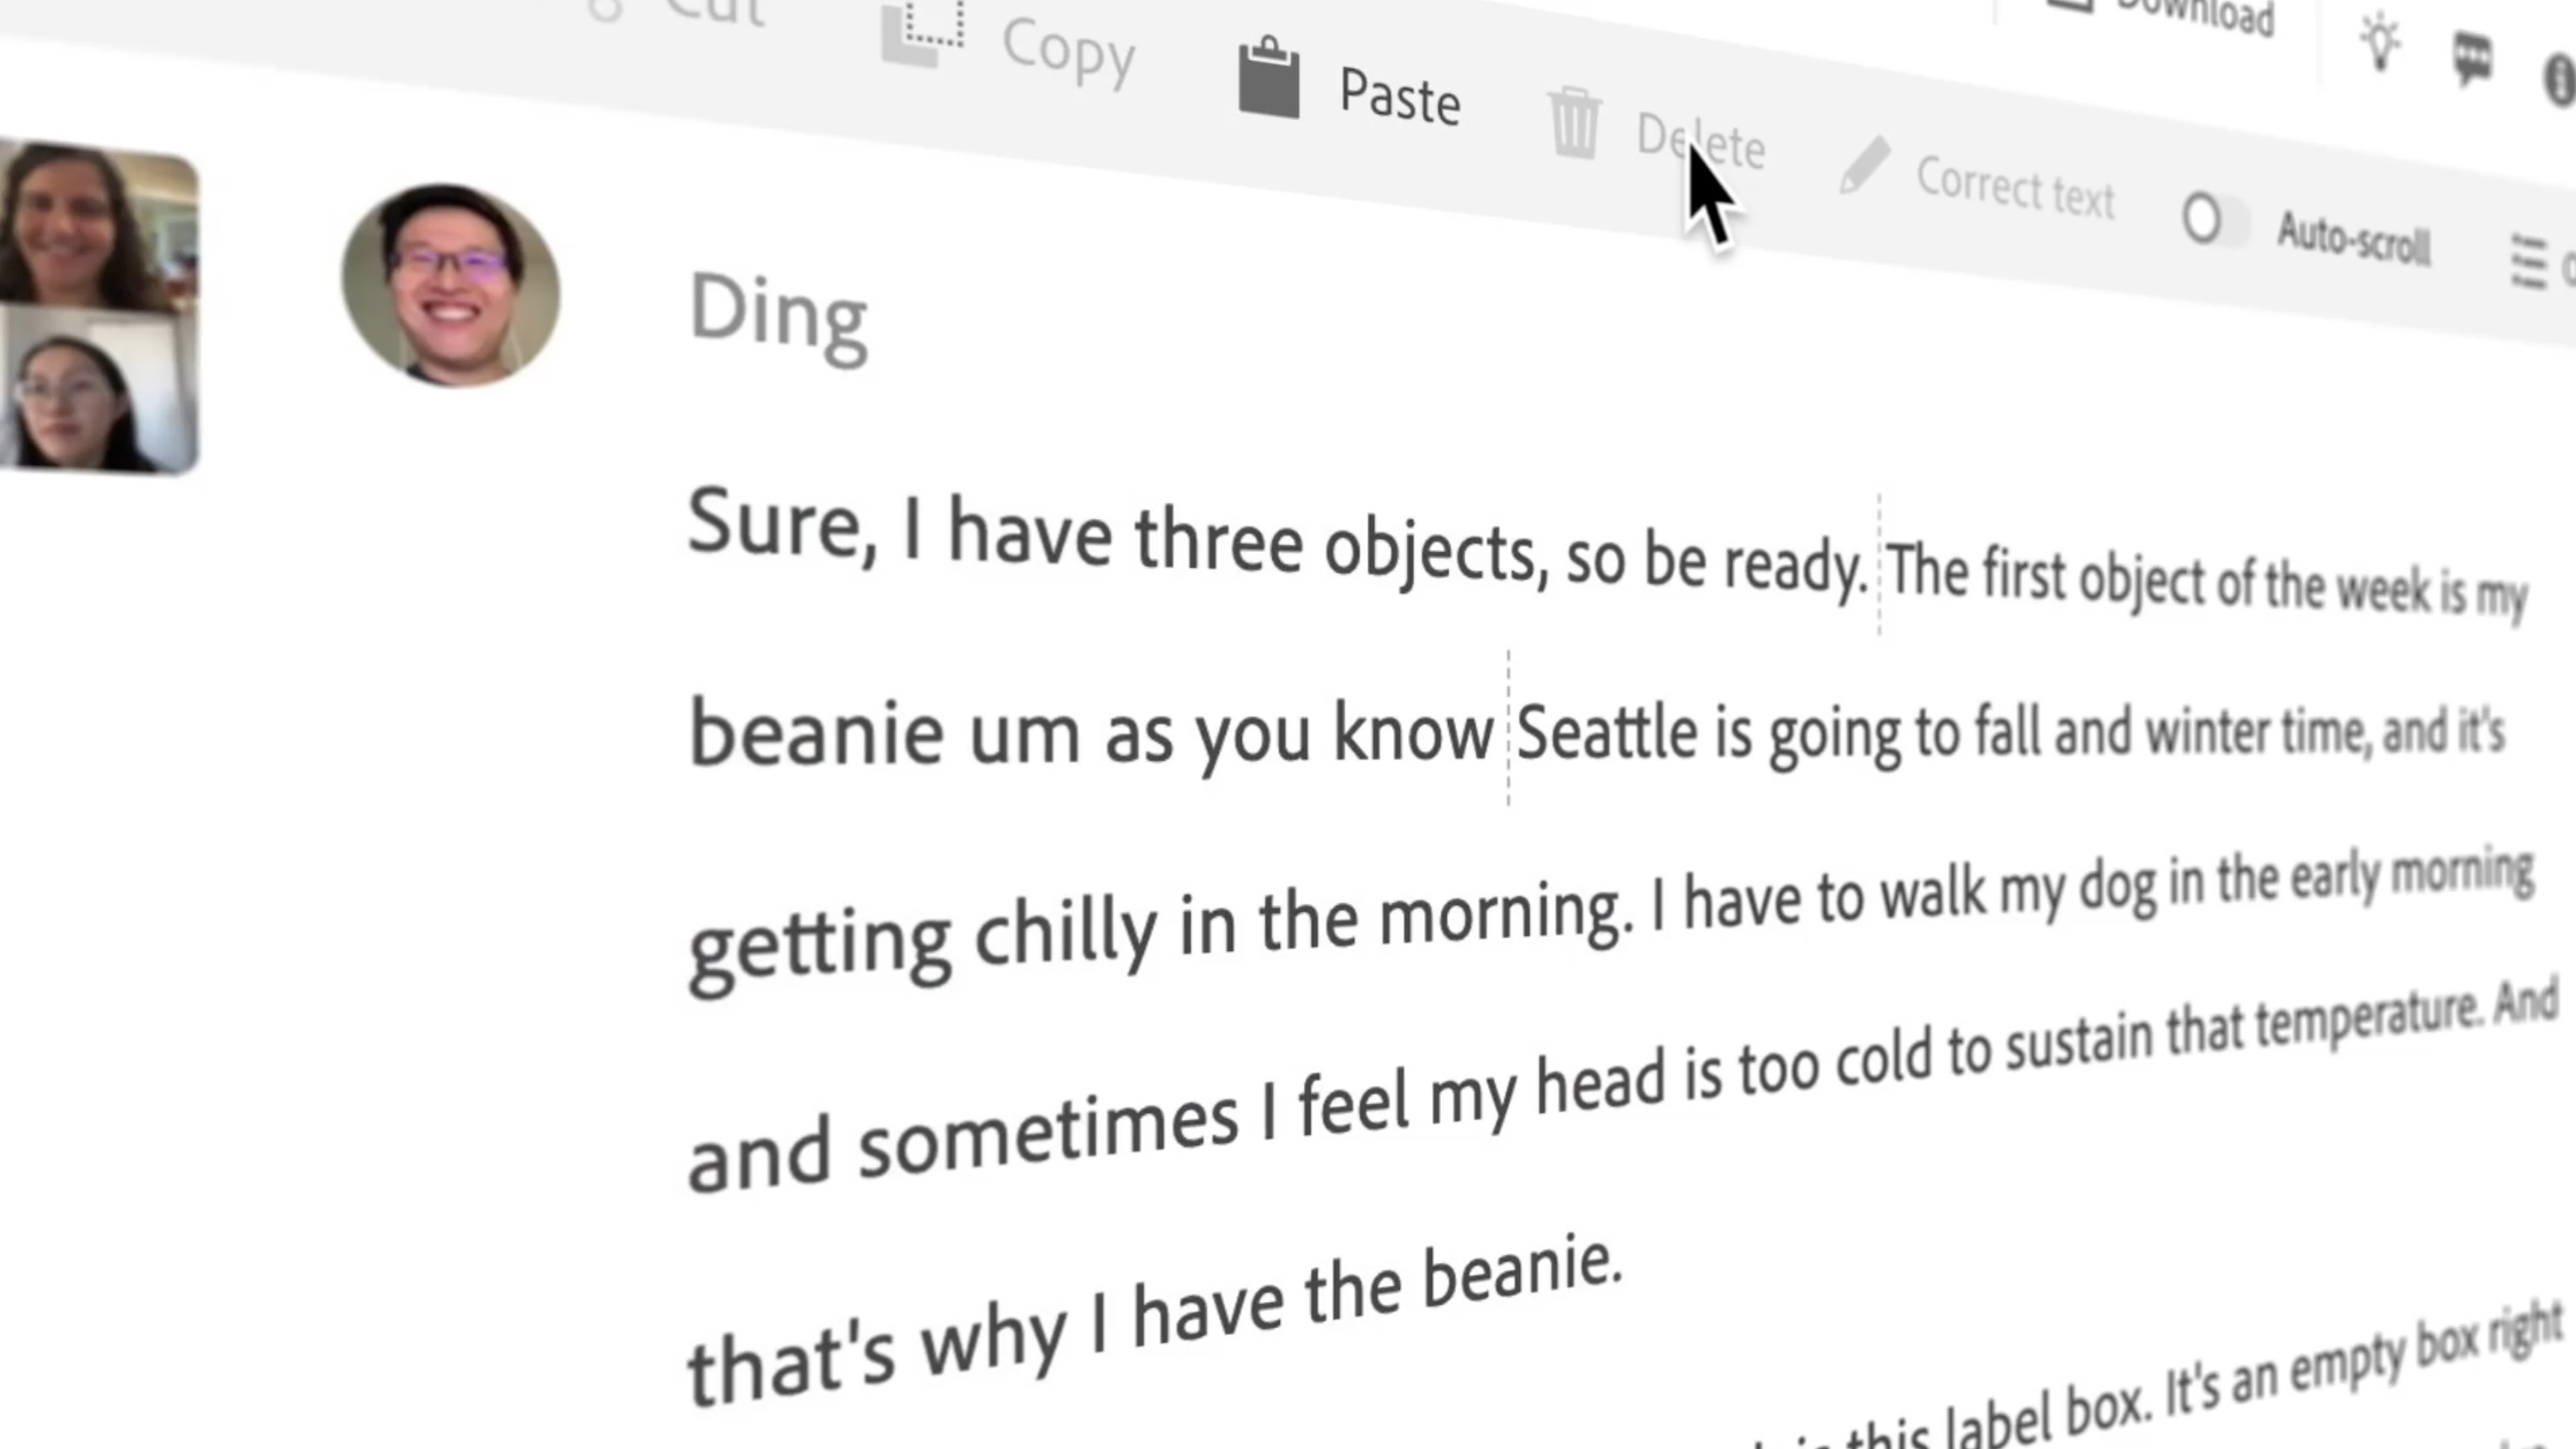 Cut
Copy
Paste
Delete
Correct text
Auto-scroll
Download
Ding
Sure, I have three objects, so be ready. The first object of the week is my
beanie um as you know Seattle is going to fall and winter time, and it's
getting chilly in the morning. I have to walk my dog in the early morning
and sometimes I feel my head is too cold to sustain that temperature. And
that's why I have the beanie.
is this label box. It's an empty box right